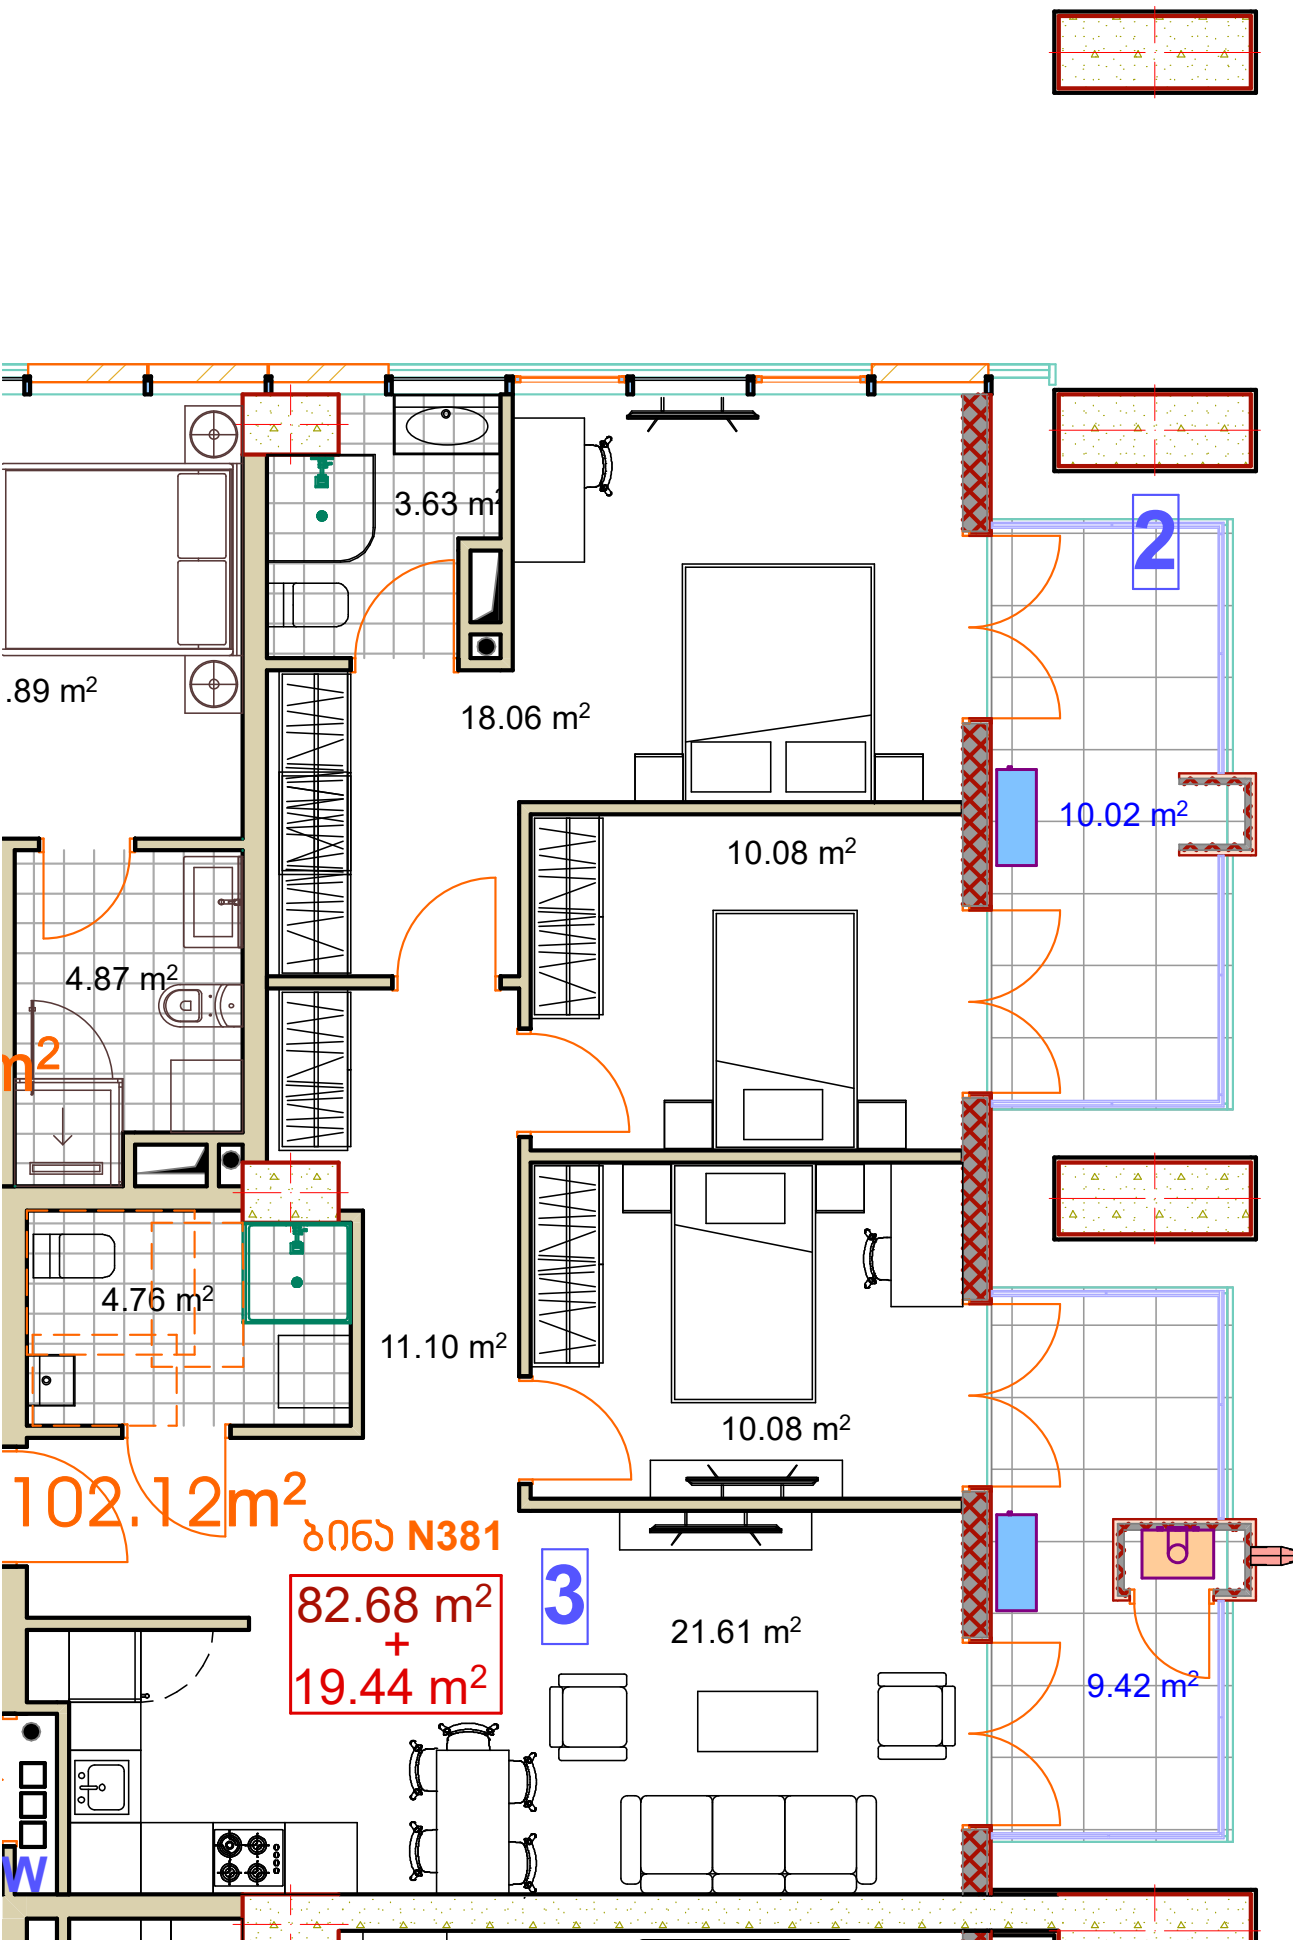 2
3.63 m²
.89 m²
18.06 m²
10.02 m²
10.08 m²
4.87 m²
m²
4.76 m²
11.10 m²
10.08 m²
102.12m²
ბინა N381
3
82.68 m²
+
19.44 m²
21.61 m²
9.42 m²
W